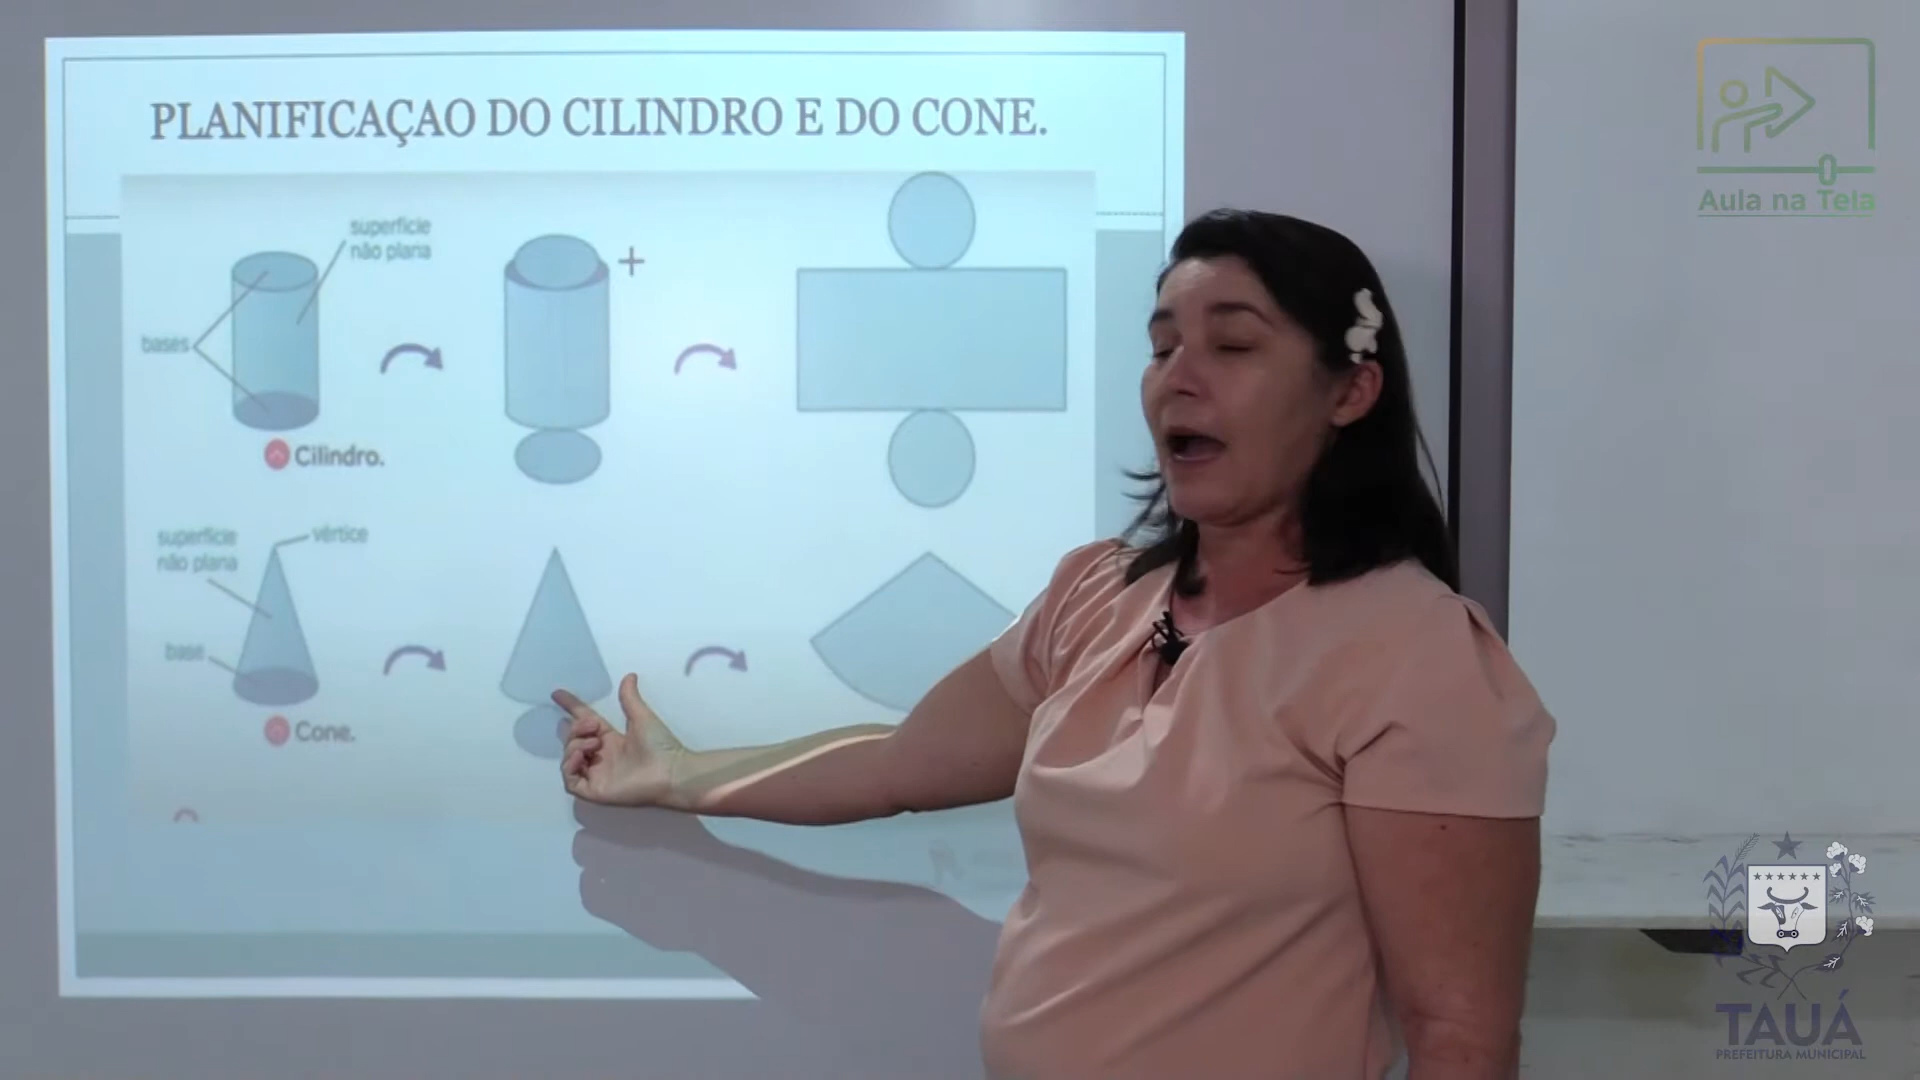 PLANIFICAÇAO DO CILINDRO E DO CONE.
superfície
não plana
bases
Cilindro.
superfície
não plana
vértice
base
Cone.
Aula na Tela
TAUÁ
PREFEITURA MUNICIPAL